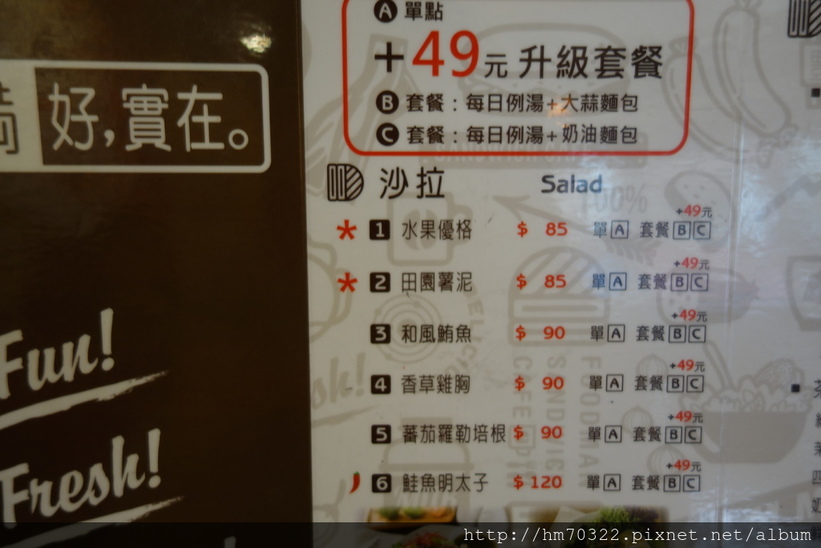 A 單點
+49元升級套餐
B 套餐：每日例湯+大蒜麵包
C 套餐：每日例湯+奶油麵包
好,實在。
沙拉 Salad
+49元
* 1 水果優格 $ 85 單A 套餐BC
+49元
* 2 田園薯泥 $ 85 單A 套餐BC
+49元
3 和風鮪魚 $ 90 單A 套餐BC
+49元
4 香草雞胸 $ 90 單A 套餐BC
+49元
5 蕃茄羅勒培根 $ 90 單A 套餐BC
+49元
6 鮭魚明太子 $ 120 單A 套餐BC
Fun!
Fresh!
100%
http://hm70322.pixnet.net/album